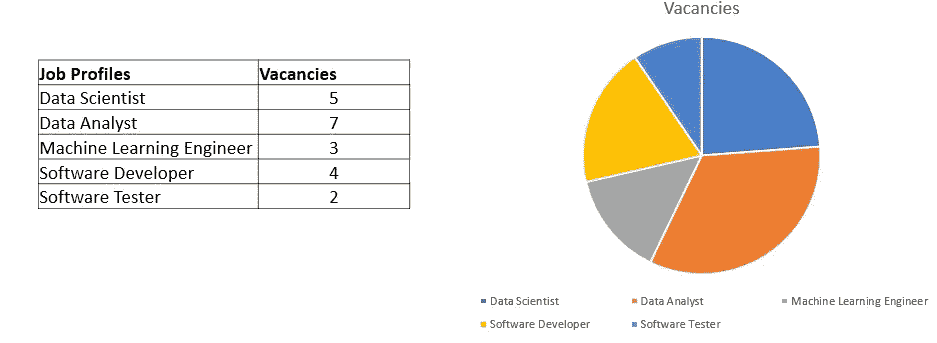 Job Profiles Vacancies
Data Scientist 5
Data Analyst 7
Machine Learning Engineer 3
Software Developer 4
Software Tester 2
Vacancies
Data Scientist Data Analyst Machine Learning Engineer
Software Developer Software Tester